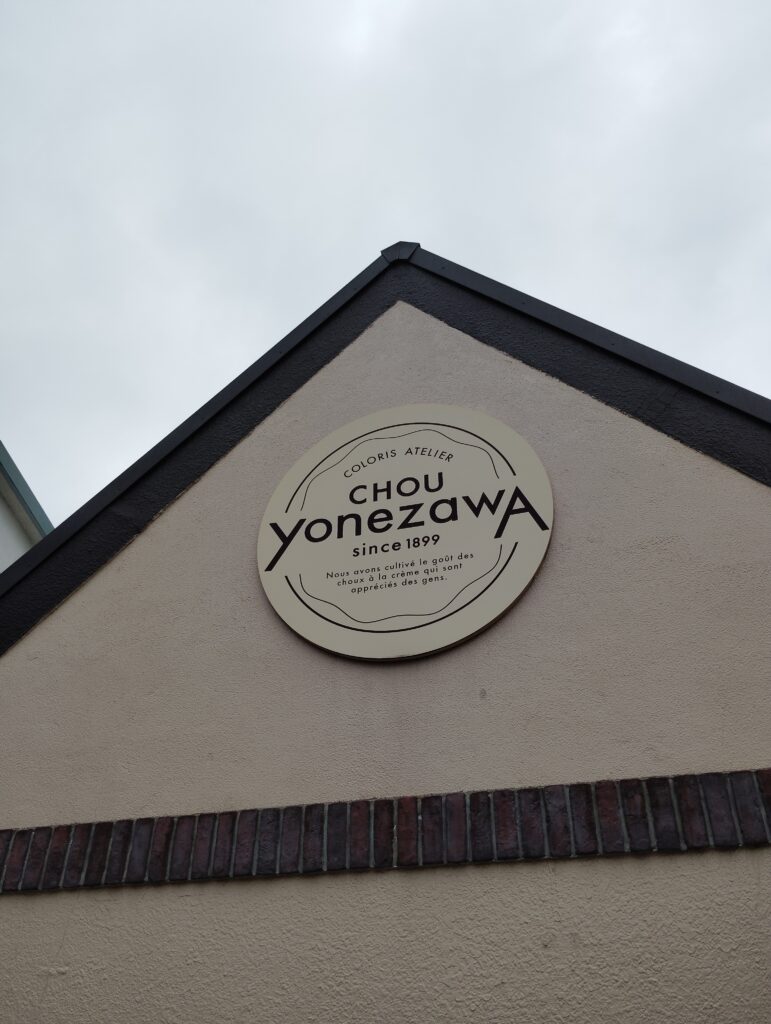 COLORIS ATELIER
CHOU
yonezawA
since 1899
Nous avons cultivé le goût des
choux à la crème qui sont
appréciés des gens.